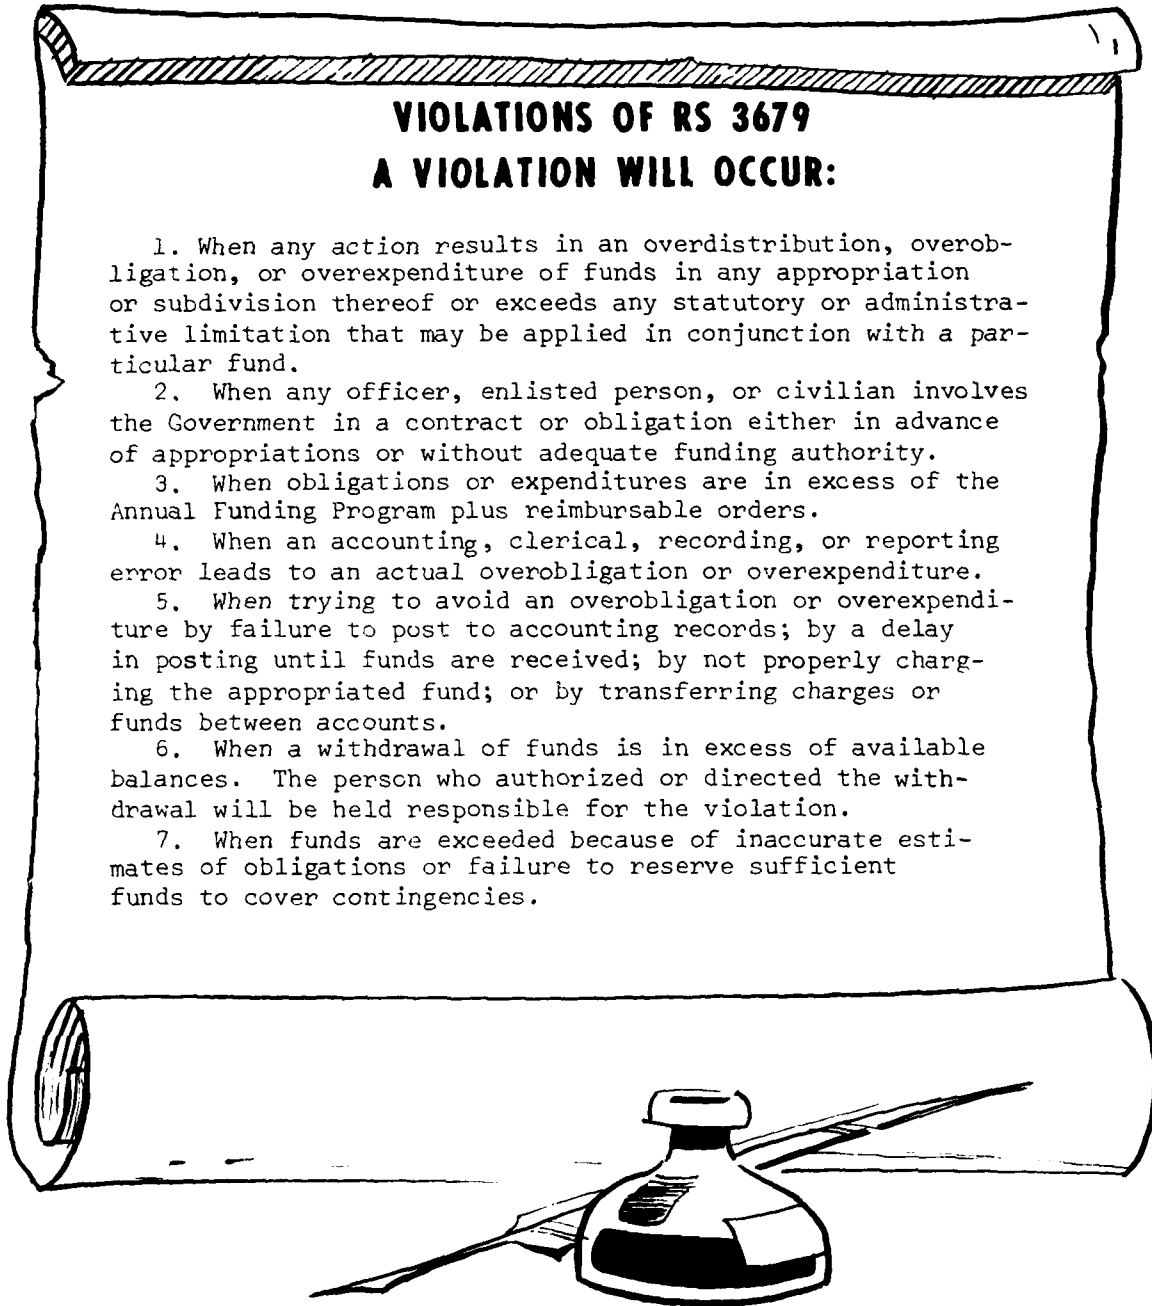 VIOLATIONS OF RS 3679
A VIOLATION WILL OCCUR:
1. When any action results in an overdistribution, overob-
ligation, or overexpenditure of funds in any appropriation
or subdivision thereof or exceeds any statutory or administra-
tive limitation that may be applied in conjunction with a par-
ticular fund.
2. When any officer, enlisted person, or civilian involves
the Government in a contract or obligation either in advance
of appropriations or without adequate funding authority.
3. When obligations or expenditures are in excess of the
Annual Funding Program plus reimbursable orders.
4. When an accounting, clerical, recording, or reporting
error leads to an actual overobligation or overexpenditure.
5. When trying to avoid an overobligation or overexpendi-
ture by failure to post to accounting records; by a delay
in posting until funds are received; by not properly charg-
ing the appropriated fund; or by transferring charges or
funds between accounts.
6. When a withdrawal of funds is in excess of available
balances. The person who authorized or directed the with-
drawal will be held responsible for the violation.
7. When funds are exceeded because of inaccurate esti-
mates of obligations or failure to reserve sufficient
funds to cover contingencies.